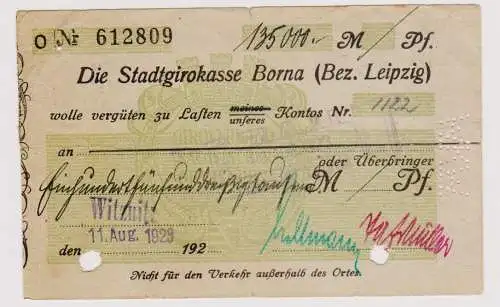 O № 612809 135000.- M / Pf.
Die Stadtgirokasse Borna (Bez. Leipzig)
wolle vergüten zu Lasten meines unseres Kontos Nr. 1122
an
oder Überbringer
Einhundertfünfunddreißigtausend M / Pf.
Witznitz
11. Aug. 1923
den 192
Nicht für den Verkehr außerhalb des Ortes.